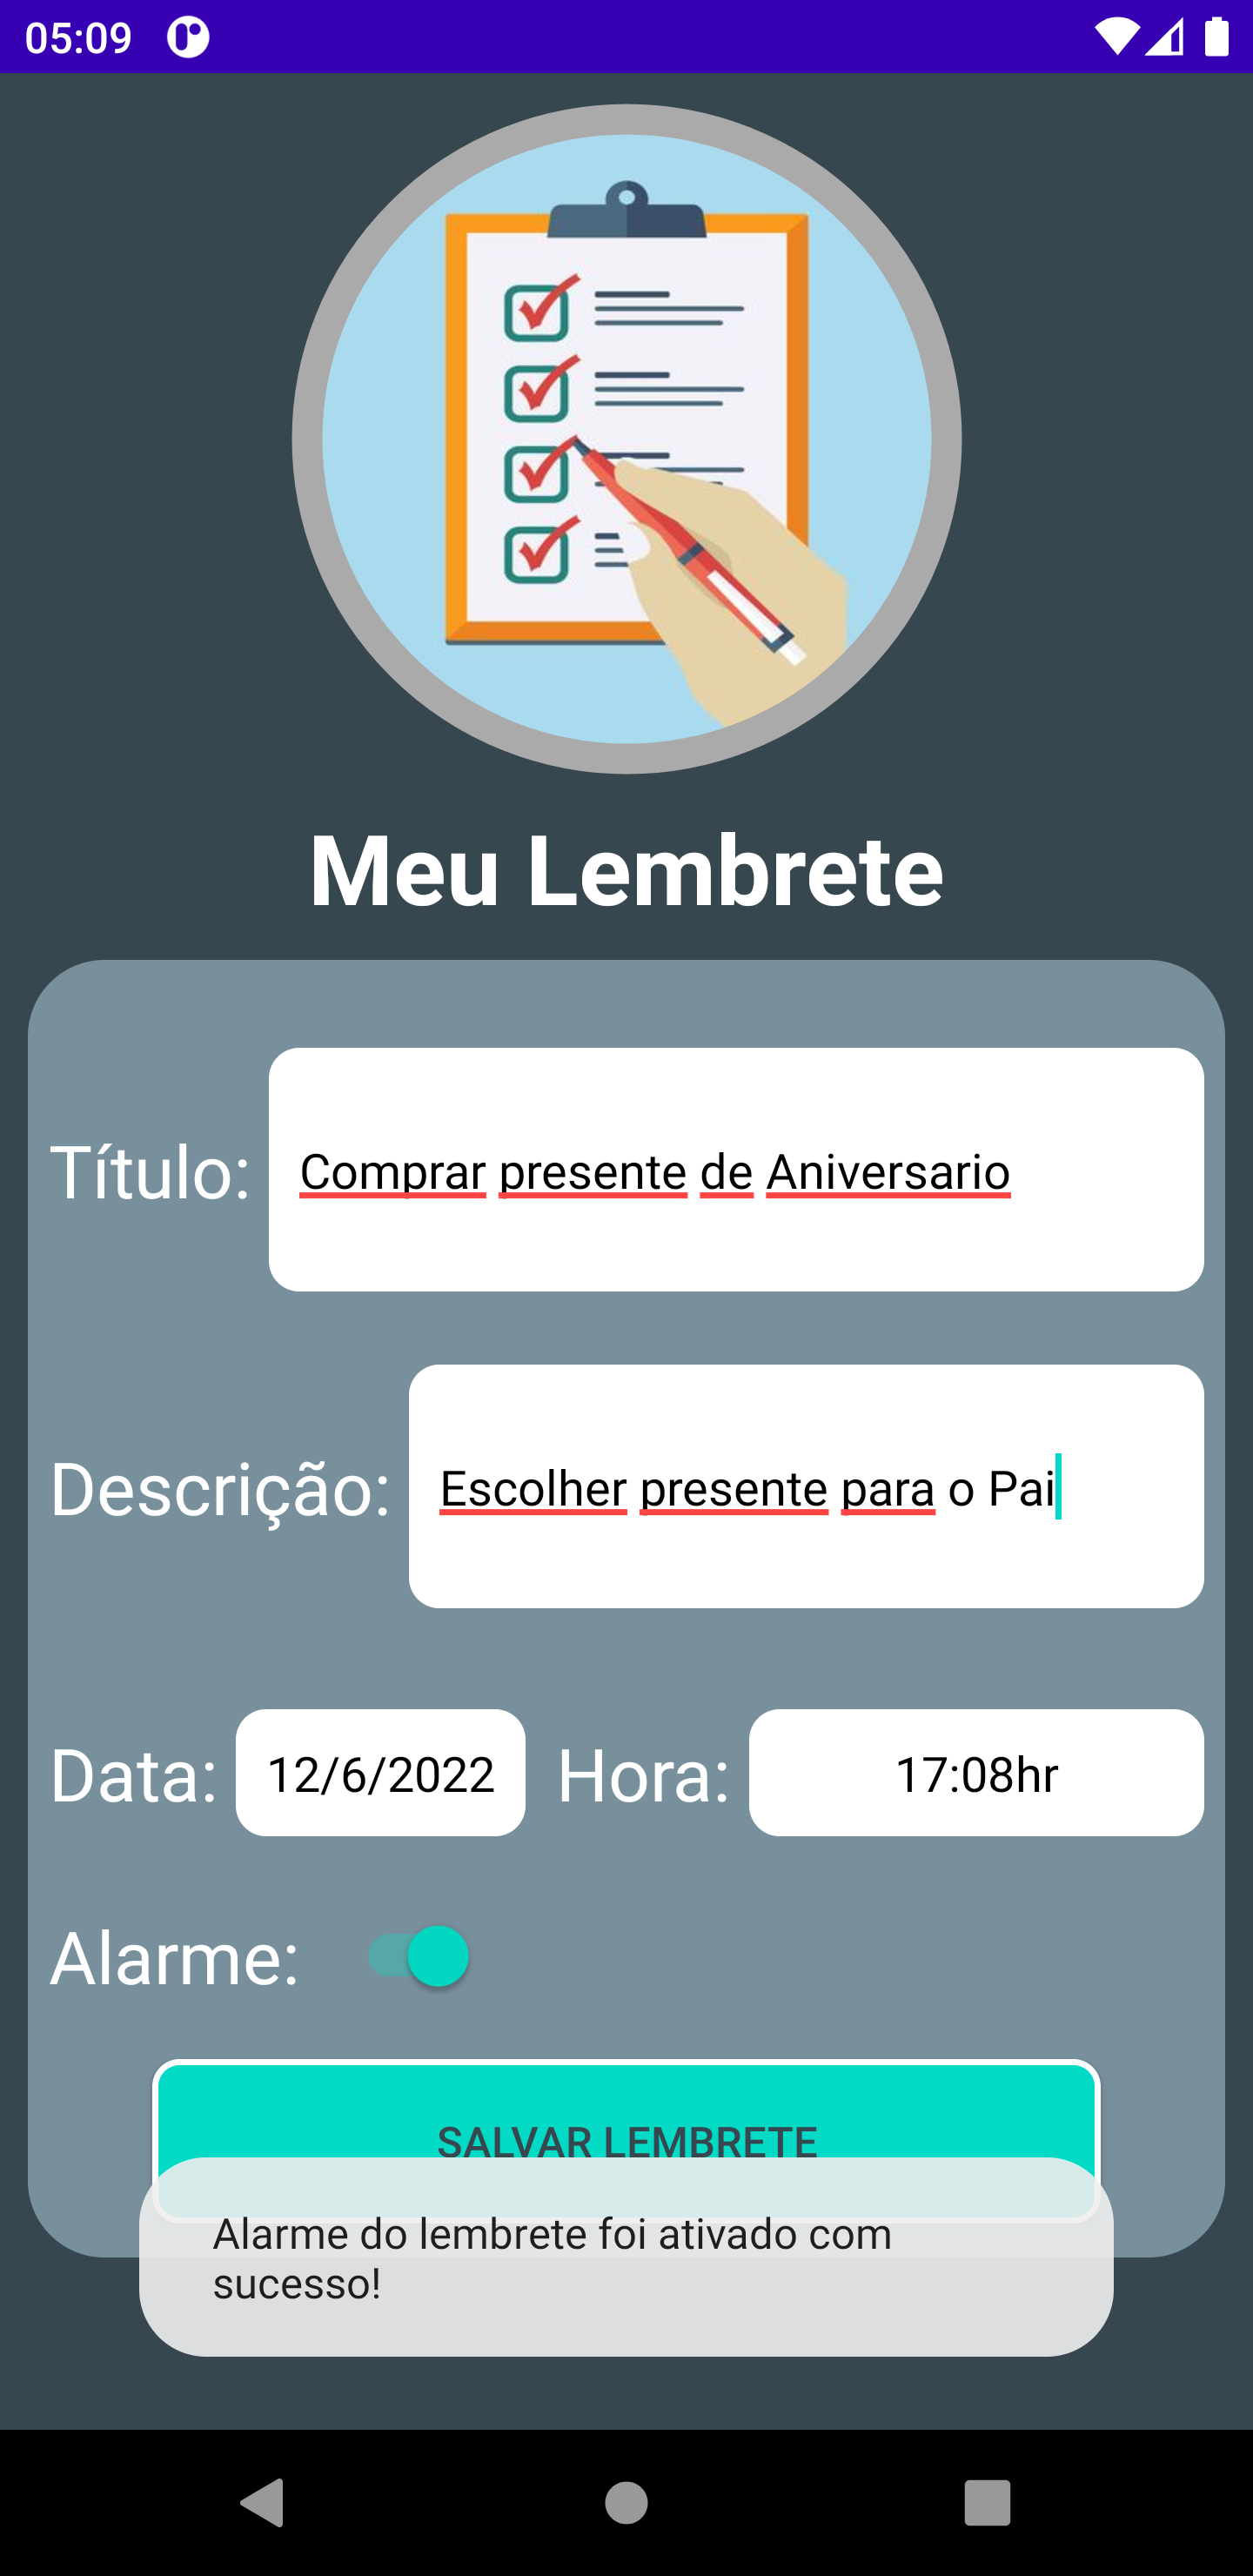 05:09
Meu Lembrete
Título: Comprar presente de Aniversario
Descrição: Escolher presente para o Pai
Data: 12/6/2022 Hora: 17:08hr
Alarme:
SALVAR LEMBRETE
Alarme do lembrete foi ativado com
sucesso!